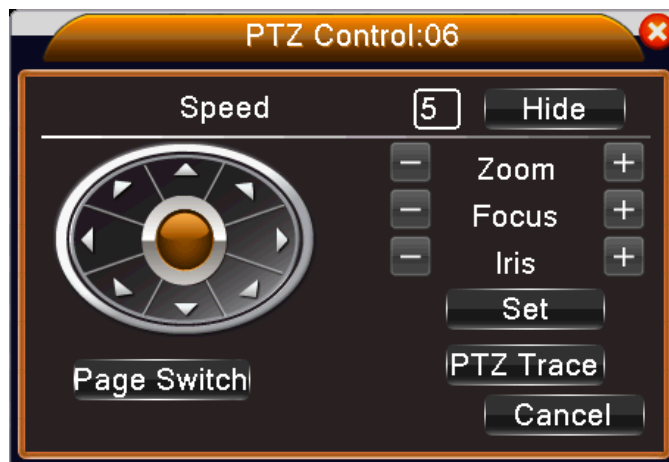 PTZ Control:06
Speed 5 Hide
Zoom
Focus
Iris
Set
PTZ Trace
Page Switch
Cancel